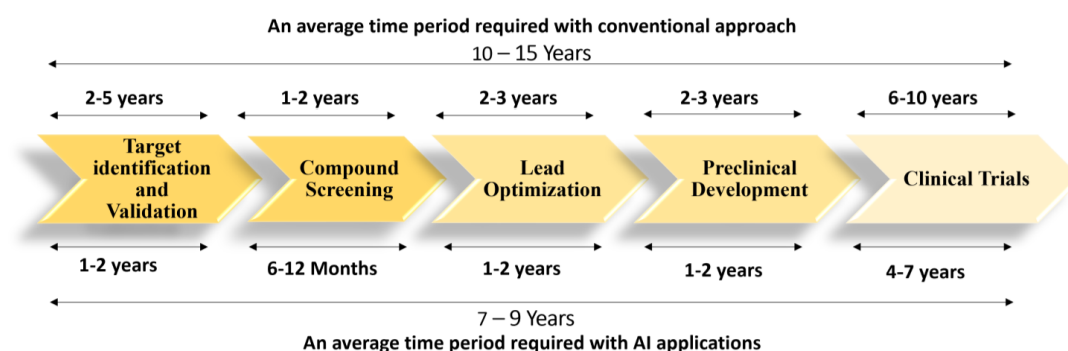 An average time period required with conventional approach
10 – 15 Years
2-5 years
1-2 years
2-3 years
2-3 years
6-10 years
Target
identification
and
Validation
Compound
Screening
Lead
Optimization
Preclinical
Development
Clinical Trials
1-2 years
6-12 Months
1-2 years
1-2 years
4-7 years
7 – 9 Years
An average time period required with AI applications